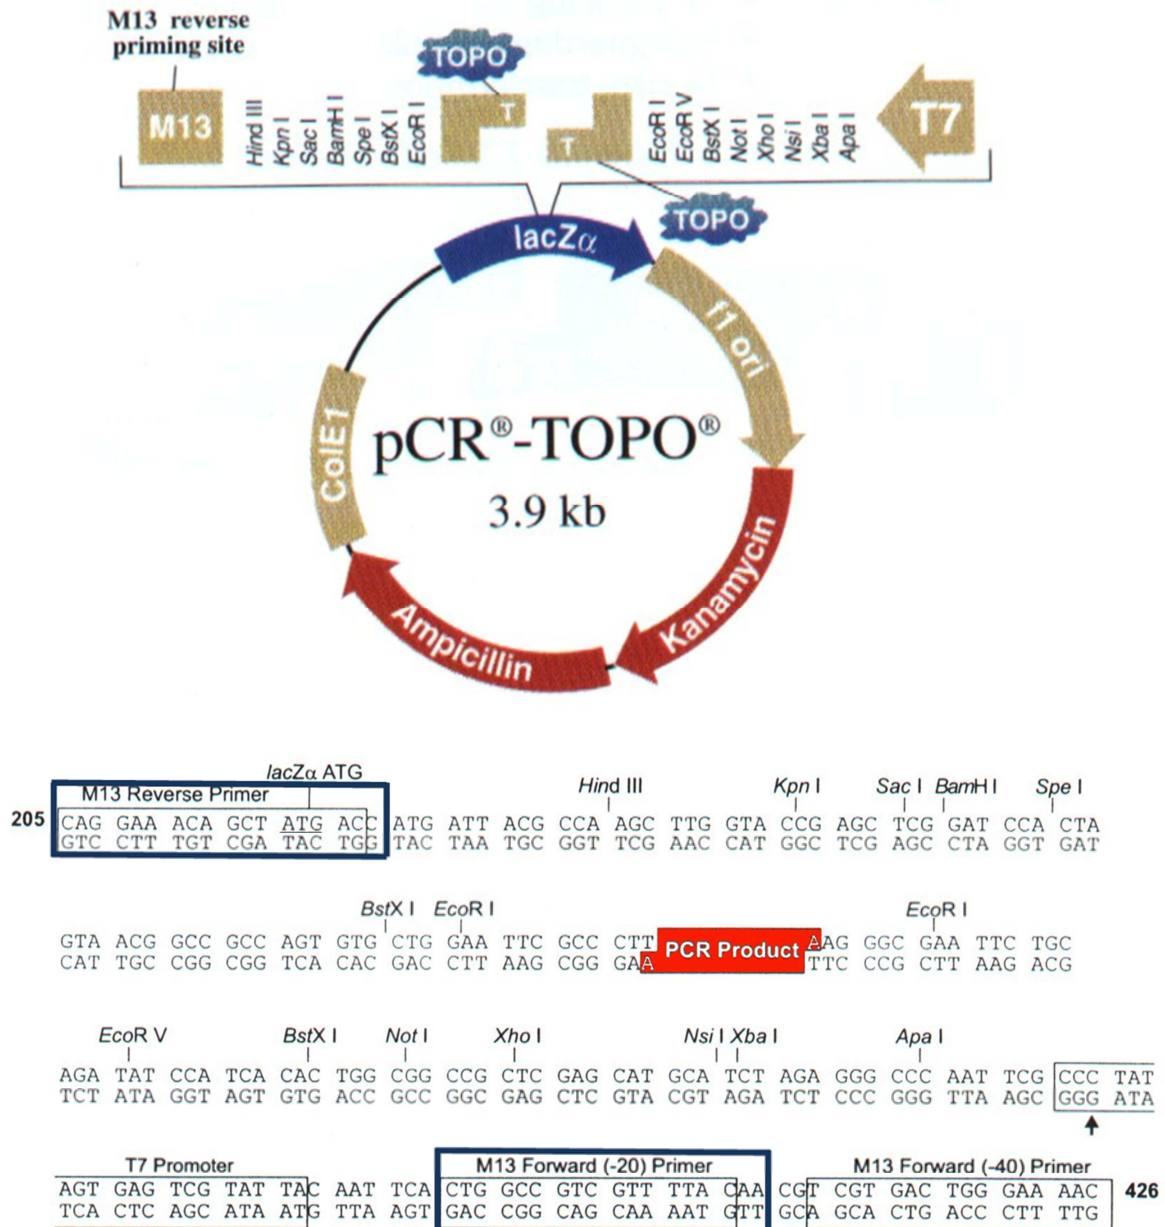 M13 reverse
priming site
TOPO
M13
Hind III
Kpn I
Sac I
BamH I
Spe I
BstX I
EcoR I
T
T
EcoR I
EcoR V
BstX I
Not I
Xho I
Nsi I
Xba I
Apa I
T7
TOPO
lacZα
f1 ori
ColE1
pCR®-TOPO®
3.9 kb
Kanamycin
Ampicillin
lacZα ATG
M13 Reverse Primer
Hind III Kpn I Sac I BamH I Spe I
205 CAG GAA ACA GCT ATG ACC ATG ATT ACG CCA AGC TTG GTA CCG AGC TCG GAT CCA CTA
GTC CTT TGT CGA TAC TGG TAC TAA TGC GGT TCG AAC CAT GGC TCG AGC CTA GGT GAT
BstX I EcoR I EcoR I
GTA ACG GCC GCC AGT GTG CTG GAA TTC GCC CTT PCR Product AAG GGC GAA TTC TGC
CAT TGC CGG CGG TCA CAC GAC CTT AAG CGG GAA TTC CCG CTT AAG ACG
EcoR V BstX I Not I Xho I Nsi I Xba I Apa I
AGA TAT CCA TCA CAC TGG CGG CCG CTC GAG CAT GCA TCT AGA GGG CCC AAT TCG CCC TAT
TCT ATA GGT AGT GTG ACC GCC GGC GAG CTC GTA CGT AGA TCT CCC GGG TTA AGC GGG ATA
T7 Promoter M13 Forward (-20) Primer M13 Forward (-40) Primer
AGT GAG TCG TAT TAC AAT TCA CTG GCC GTC GTT TTA CAA CGT CGT GAC TGG GAA AAC 426
TCA CTC AGC ATA ATG TTA AGT GAC CGG CAG CAA AAT GTT GCA GCA CTG ACC CTT TTG